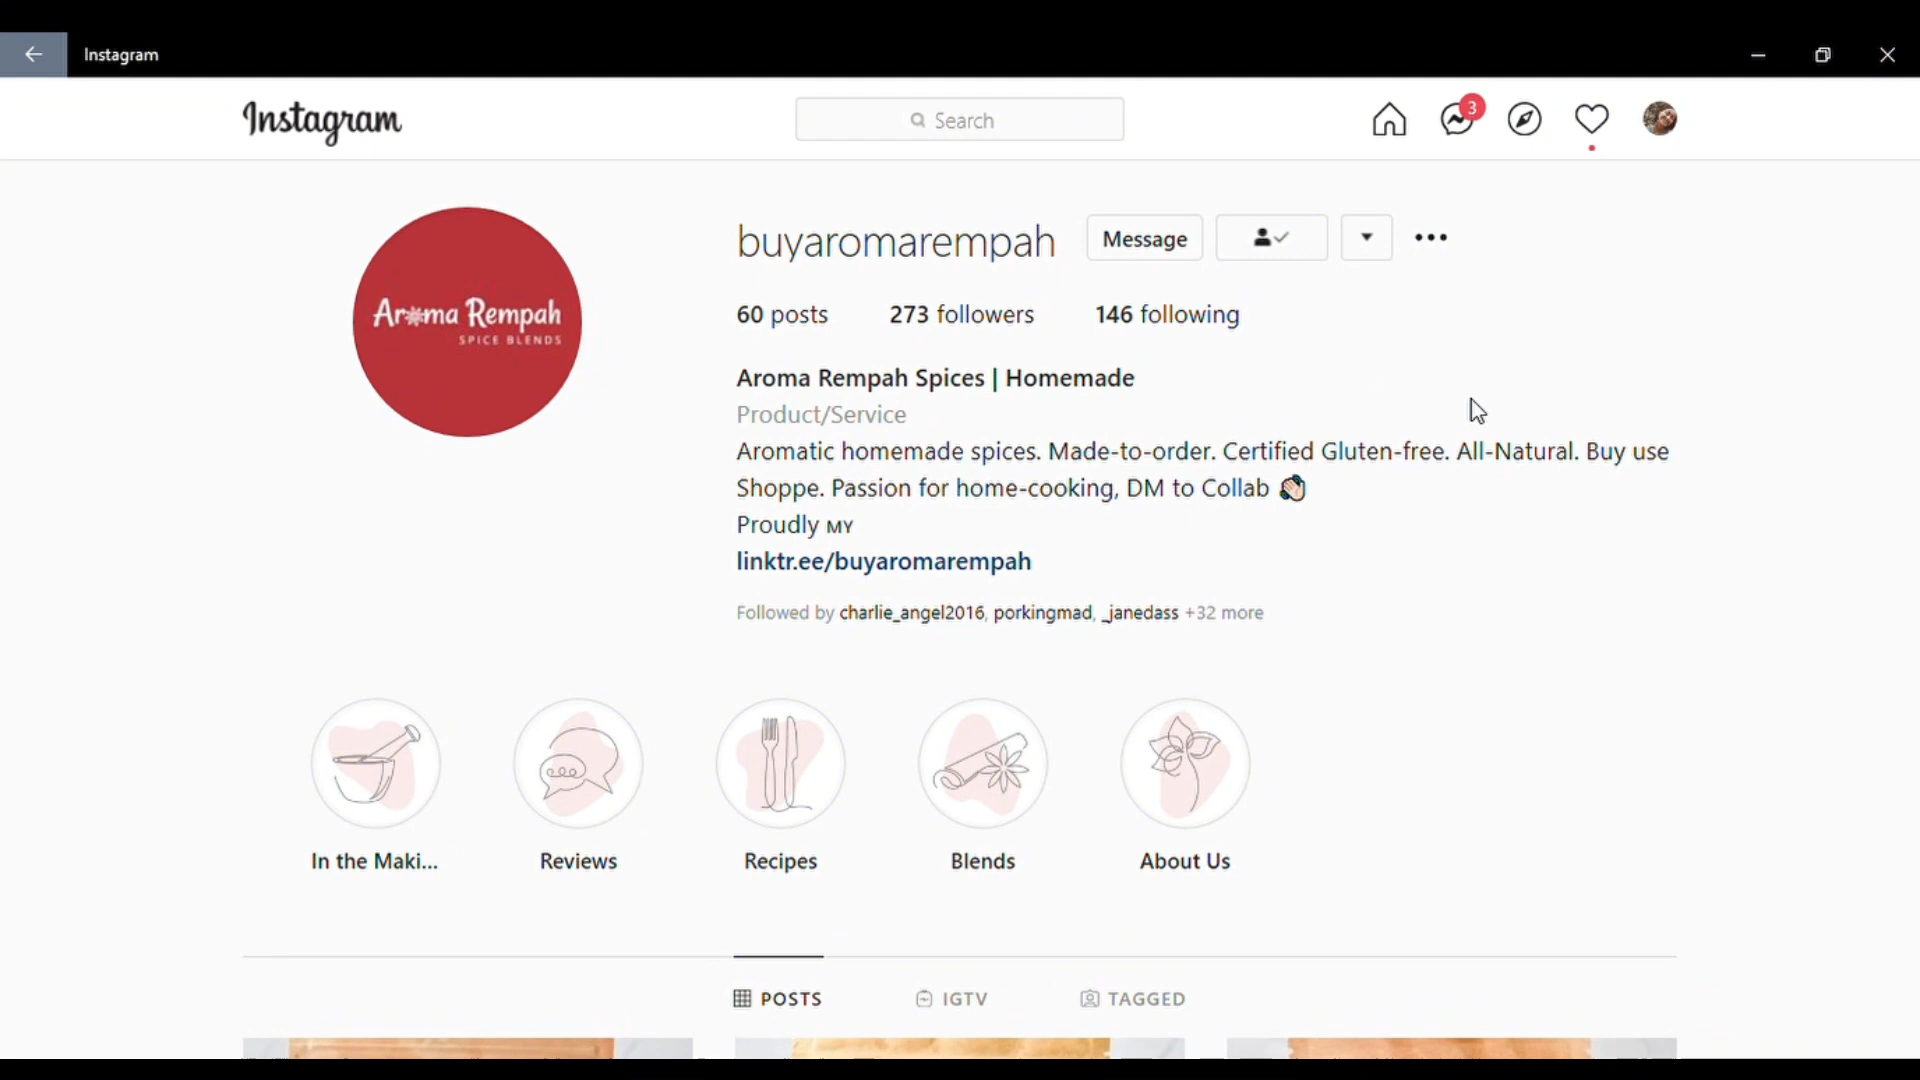 Instagram
Instagram
Search
3
buyaromarempah
Message
60 posts 273 followers 146 following
Aroma Rempah
SPICE BLENDS
Aroma Rempah Spices | Homemade
Product/Service
Aromatic homemade spices. Made-to-order. Certified Gluten-free. All-Natural. Buy use
Shoppe. Passion for home-cooking, DM to Collab 👏🏻
Proudly MY
linktr.ee/buyaromarempah
Followed by charlie_angel2016, porkingmad, _janedass +32 more
In the Maki... Reviews Recipes Blends About Us
POSTS IGTV TAGGED